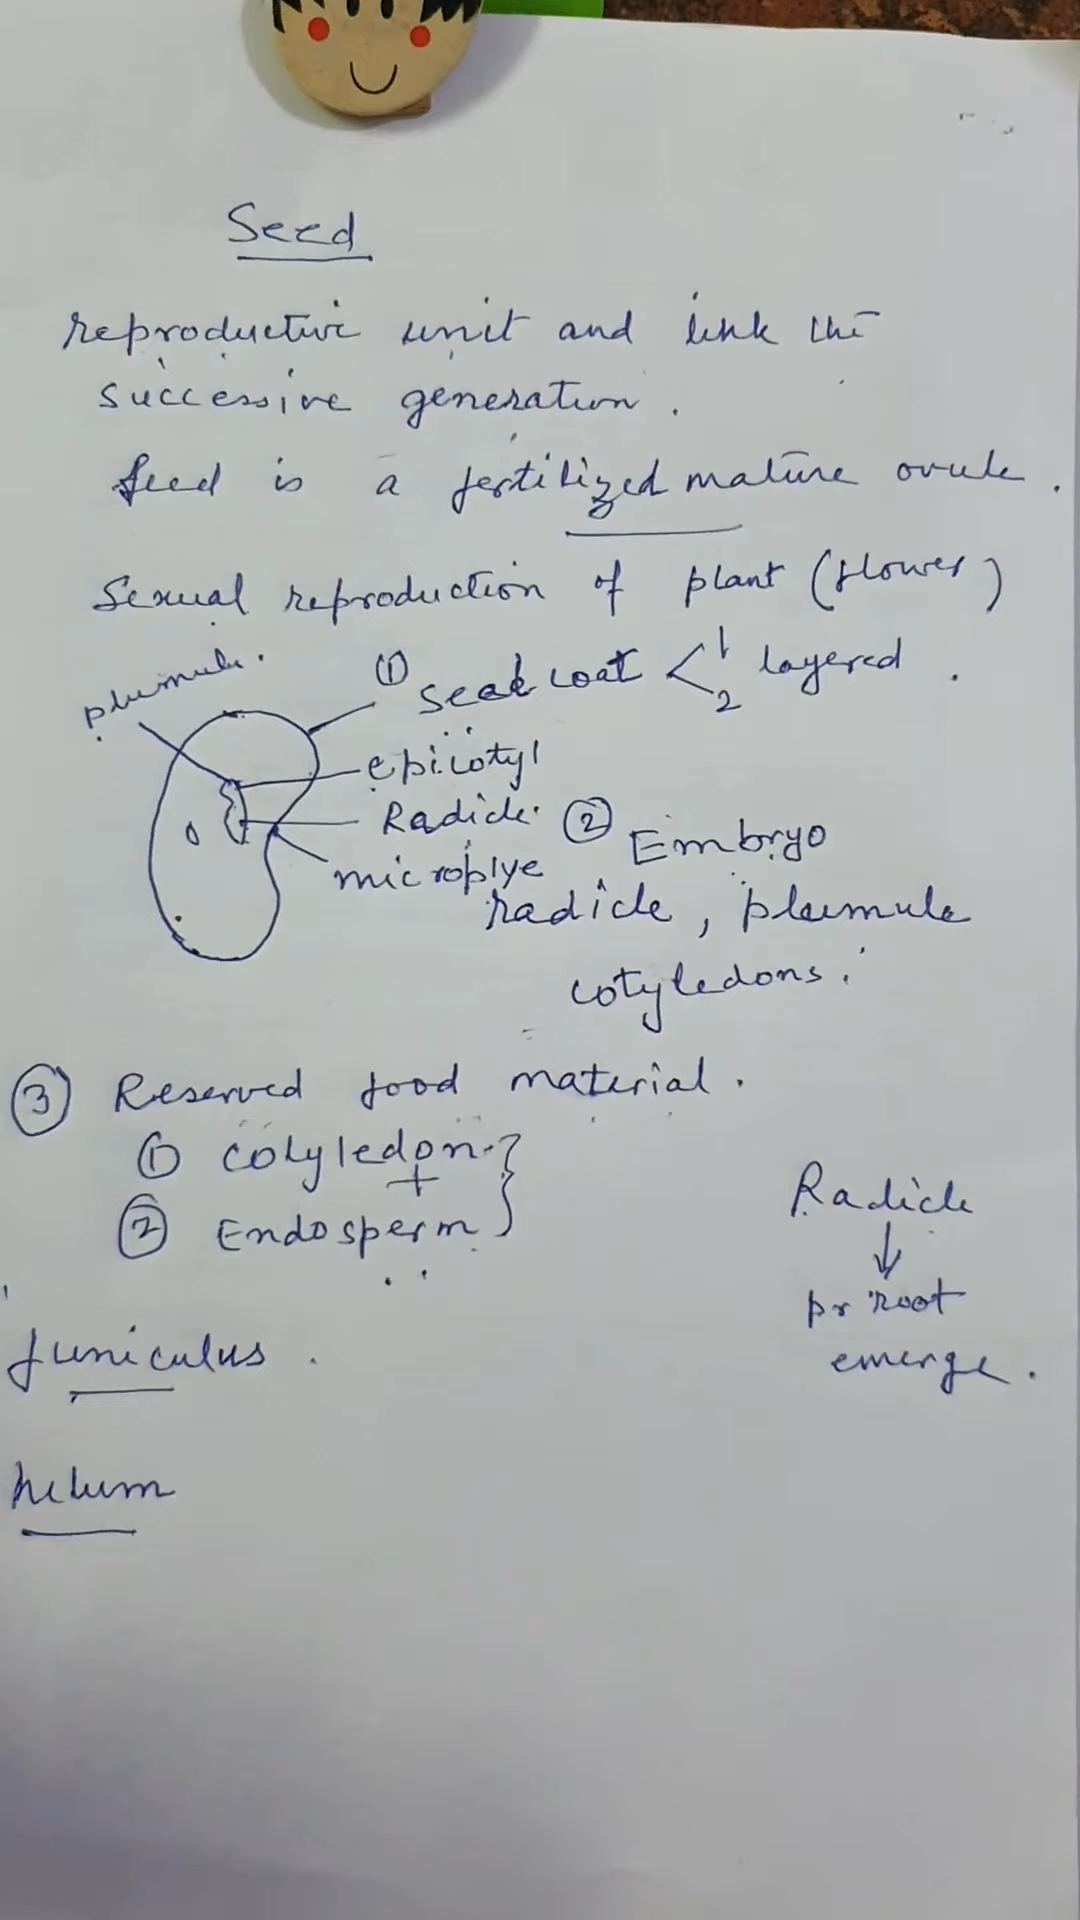 Seed
reproductive unit and link the
successive generation.
Seed is a fertilized mature ovule.
Sexual reproduction of plant (flower)
plumule.
① Seed coat < 1 2 layered.
epicotyl
Radicle.
microplye
② Embryo
radicle, plumule
cotyledons.
③ Reserved food material.
① Cotyledon. }
+
② Endosperm }
Radicle
↓
pr root
emerge.
funiculus.
hilum